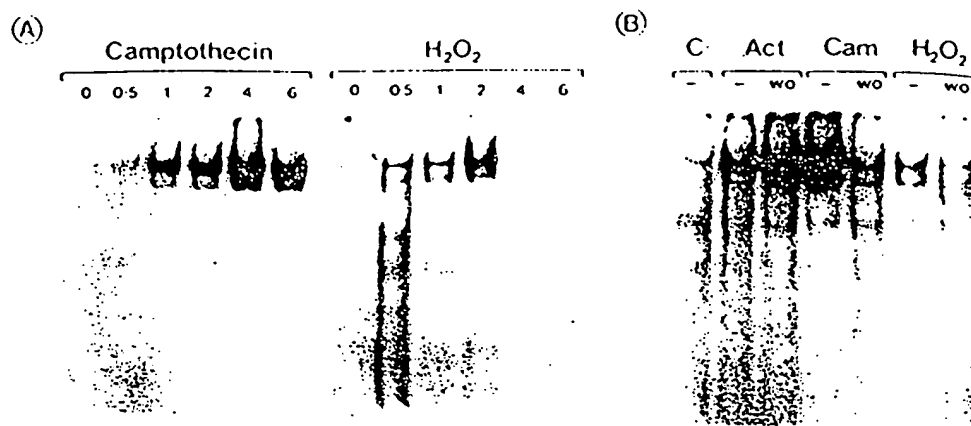 (A)
Camptothecin H₂O₂
0 0·5 1 2 4 6 0 0·5 1 2 4 6
(B)
C Act Cam H₂O₂
- - wo - wo - wo